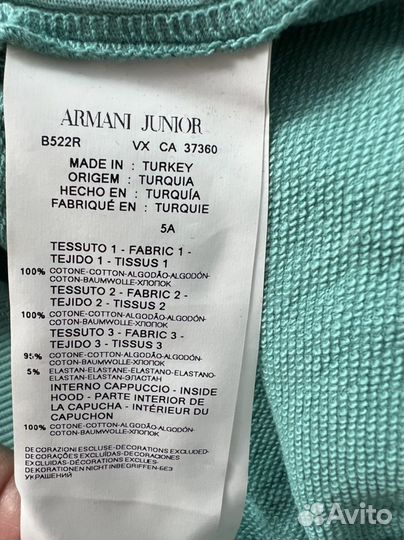 ARMANI JUNIOR
B522R VX CA 37360
MADE IN : TURKEY
ORIGEM : TURQUIA
HECHO EN : TURQUÍA
FABRIQUÉ EN : TURQUIE
5A
TESSUTO 1 - FABRIC 1 -
TEJIDO 1 - TISSUS 1
100% COTONE-COTTON-ALGODÃO-ALGODÓN-
COTON-BAUMWOLLE-ХЛОПОК
TESSUTO 2 - FABRIC 2 -
TEJIDO 2 - TISSUS 2
100% COTONE-COTTON-ALGODÃO-ALGODÓN-
COTON-BAUMWOLLE-ХЛОПОК
TESSUTO 3 - FABRIC 3 -
TEJIDO 3 - TISSUS 3
95% COTONE-COTTON-ALGODÃO-ALGODÓN-
COTON-BAUMWOLLE-ХЛОПОК
5% ELASTAN-ELASTANE-ELASTANO-ELASTANO-
ELASTHANNE-ELASTAN-ЭЛАСТАН
INTERNO CAPPUCCIO - INSIDE
HOOD - PARTE INTERIOR DE
LA CAPUCHA - INTÉRIEUR DU
CAPUCHON
100% COTONE-COTTON-ALGODÃO-ALGODÓN-
COTON-BAUMWOLLE-ХЛОПОК
DECORAZIONI ESCLUSE-DECORATIONS EXCLUDED-
DECORAÇÕES EXCLUÍDAS-DECORACIONES
EXCLUIDAS-DÉCORATIONS EXCLUES-
DEKORATIONEN NICHT INBEGRIFFEN-БЕЗ
УКРАШЕНИЙ
Avito